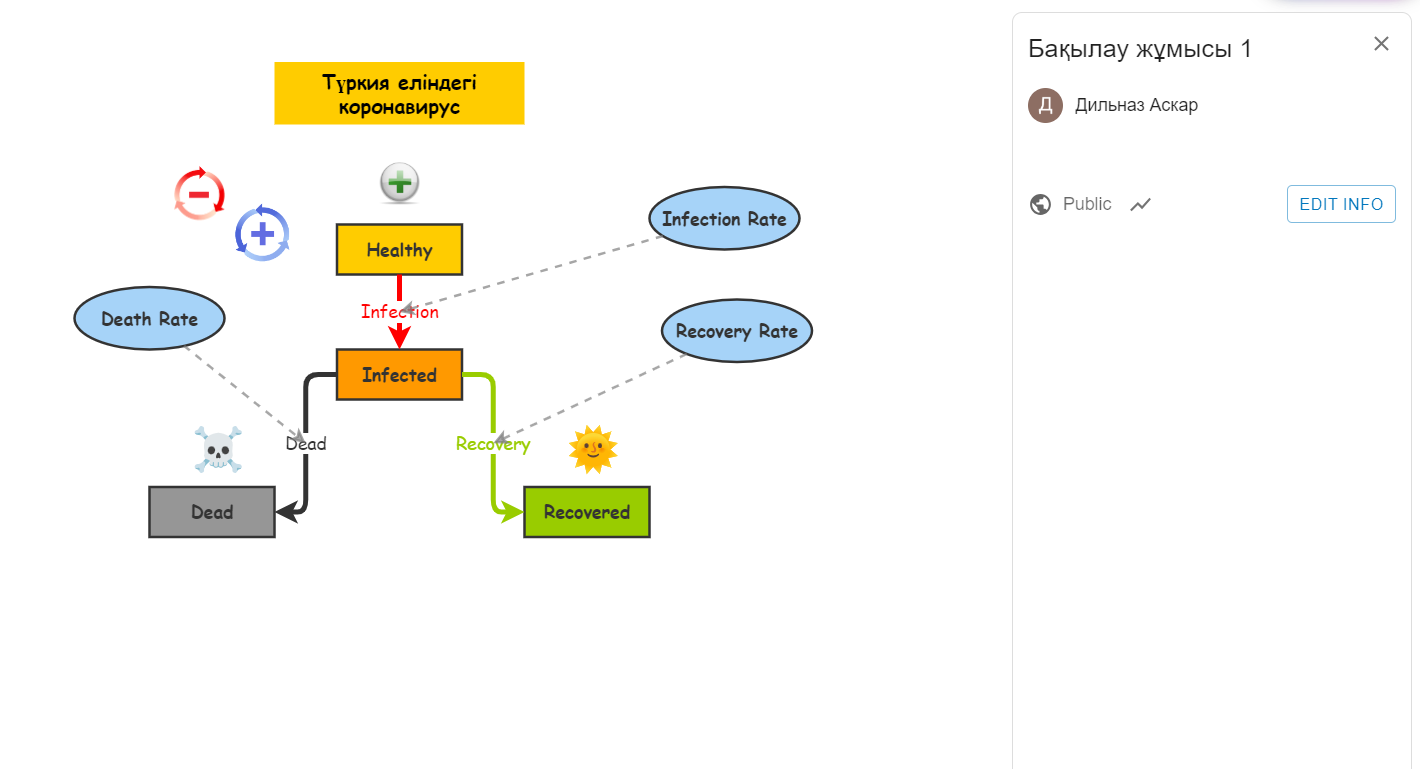 Түркия еліндегі
коронавирус
Healthy
Infection Rate
Infection
Death Rate
Recovery Rate
Infected
Dead
Recovery
Dead
Recovered
Бақылау жұмысы 1
Д
Дильназ Аскар
Public
EDIT INFO